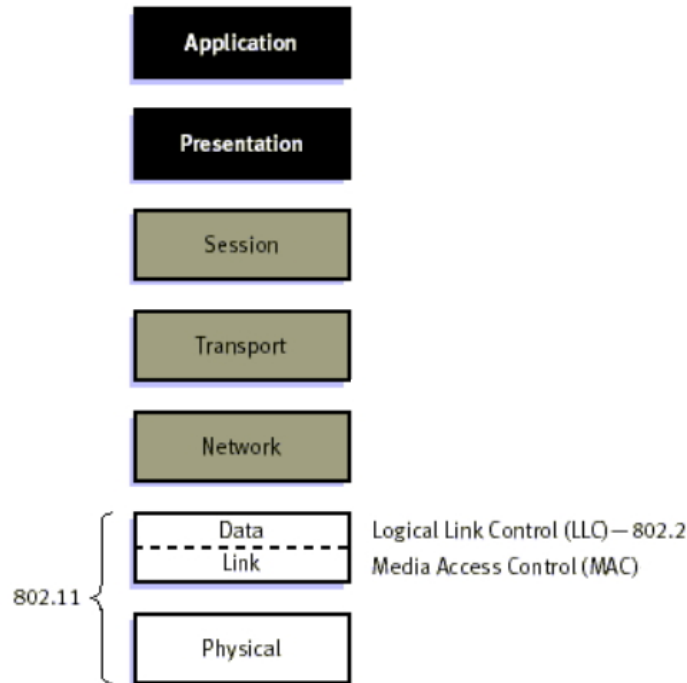 Application
Presentation
Session
Transport
Network
Data
Logical Link Control (LLC)—802.2
Link
Media Access Control (MAC)
802.11
Physical